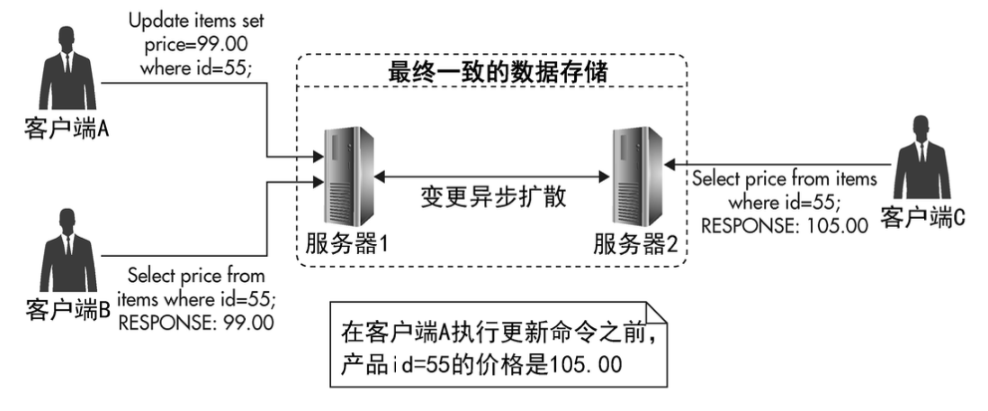 Update items set
price=99.00
where id=55;
客户端A
最终一致的数据存储
变更异步扩散
服务器1
服务器2
Select price from items
where id=55;
RESPONSE: 105.00
客户端C
Select price from
items where id=55;
RESPONSE: 99.00
客户端B
在客户端A执行更新命令之前，
产品id=55的价格是105.00